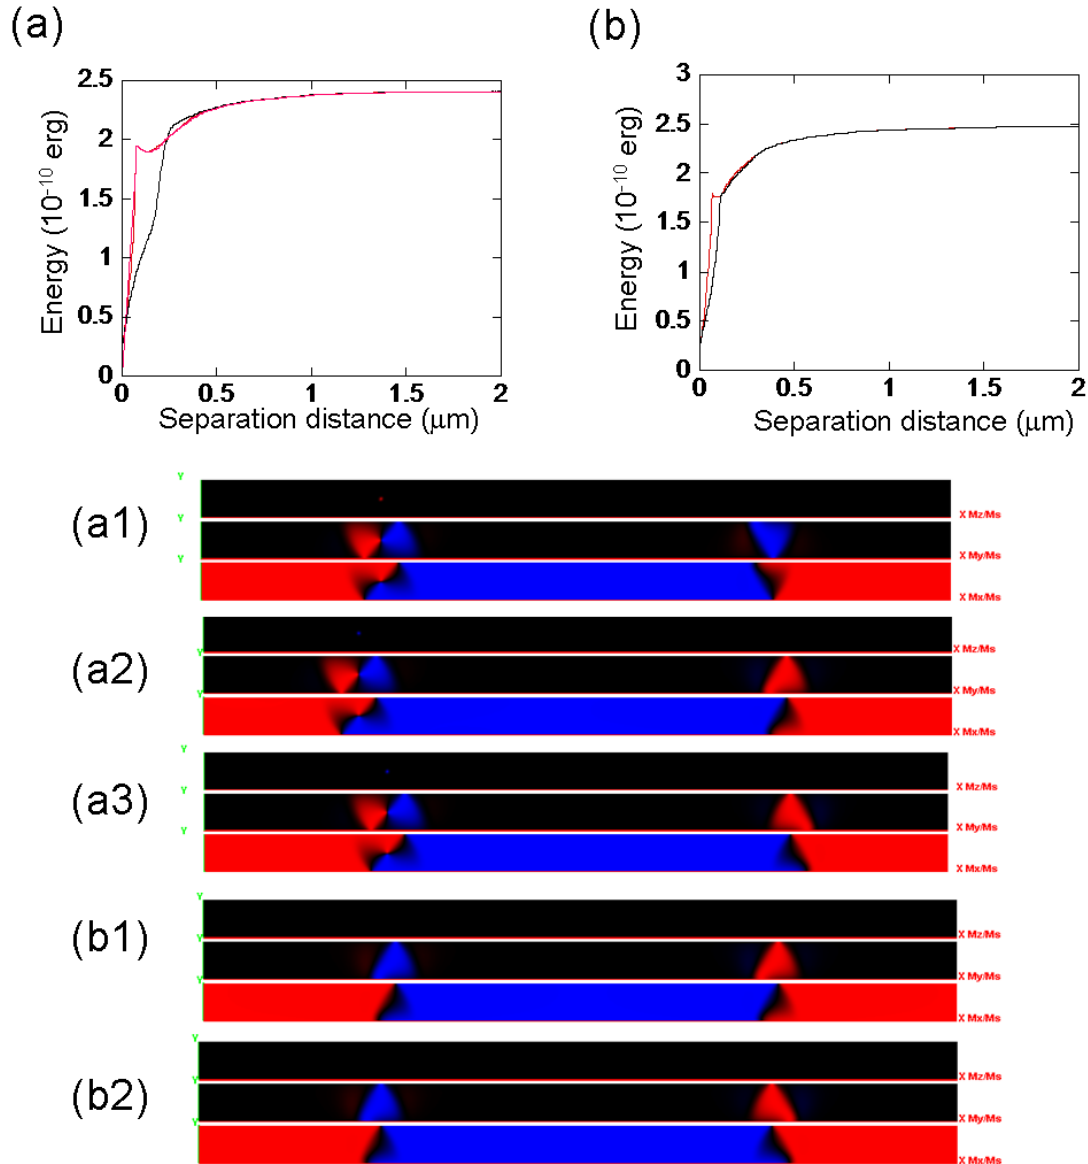 (a)
(b)
2.5
2
1.5
1
0.5
0
Energy (10⁻¹⁰ erg)
0 0.5 1 1.5 2
Separation distance (μm)
3
2.5
2
1.5
1
0.5
0
Energy (10⁻¹⁰ erg)
0 0.5 1 1.5 2
Separation distance (μm)
(a1)
Y
X Mz/Ms
Y
X My/Ms
Y
X Mx/Ms
(a2)
X Mz/Ms
Y
X My/Ms
Y
X Mx/Ms
(a3)
Y
X Mz/Ms
Y
X My/Ms
Y
X Mx/Ms
(b1)
Y
X Mz/Ms
Y
X My/Ms
Y
X Mx/Ms
(b2)
Y
X Mz/Ms
Y
X My/Ms
Y
X Mx/Ms